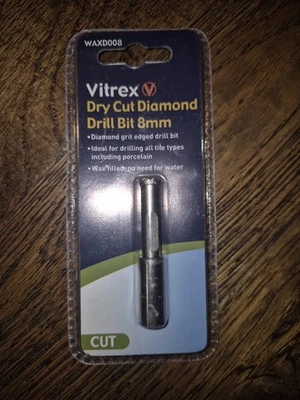 WAXD008
Vitrex V
Dry Cut Diamond
Drill Bit 8mm
• Diamond grit edged drill bit
• Ideal for drilling all tile types
including porcelain
• Wax filled, no need for water
CUT